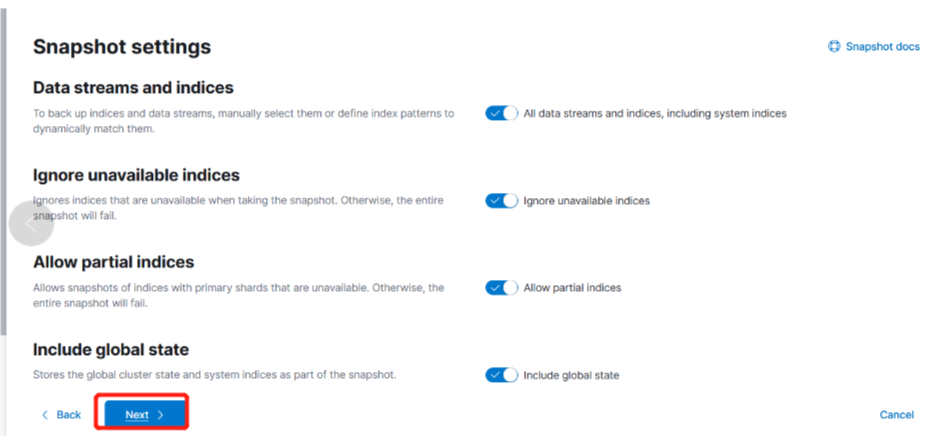 Snapshot settings
Snapshot docs
Data streams and indices
To back up indices and data streams, manually select them or define index patterns to
dynamically match them.
All data streams and indices, including system indices
Ignore unavailable indices
Ignores indices that are unavailable when taking the snapshot. Otherwise, the entire
snapshot will fail.
Ignore unavailable indices
Allow partial indices
Allows snapshots of indices with primary shards that are unavailable. Otherwise, the
entire snapshot will fail.
Allow partial indices
Include global state
Stores the global cluster state and system indices as part of the snapshot.
Include global state
Back
Next
Cancel